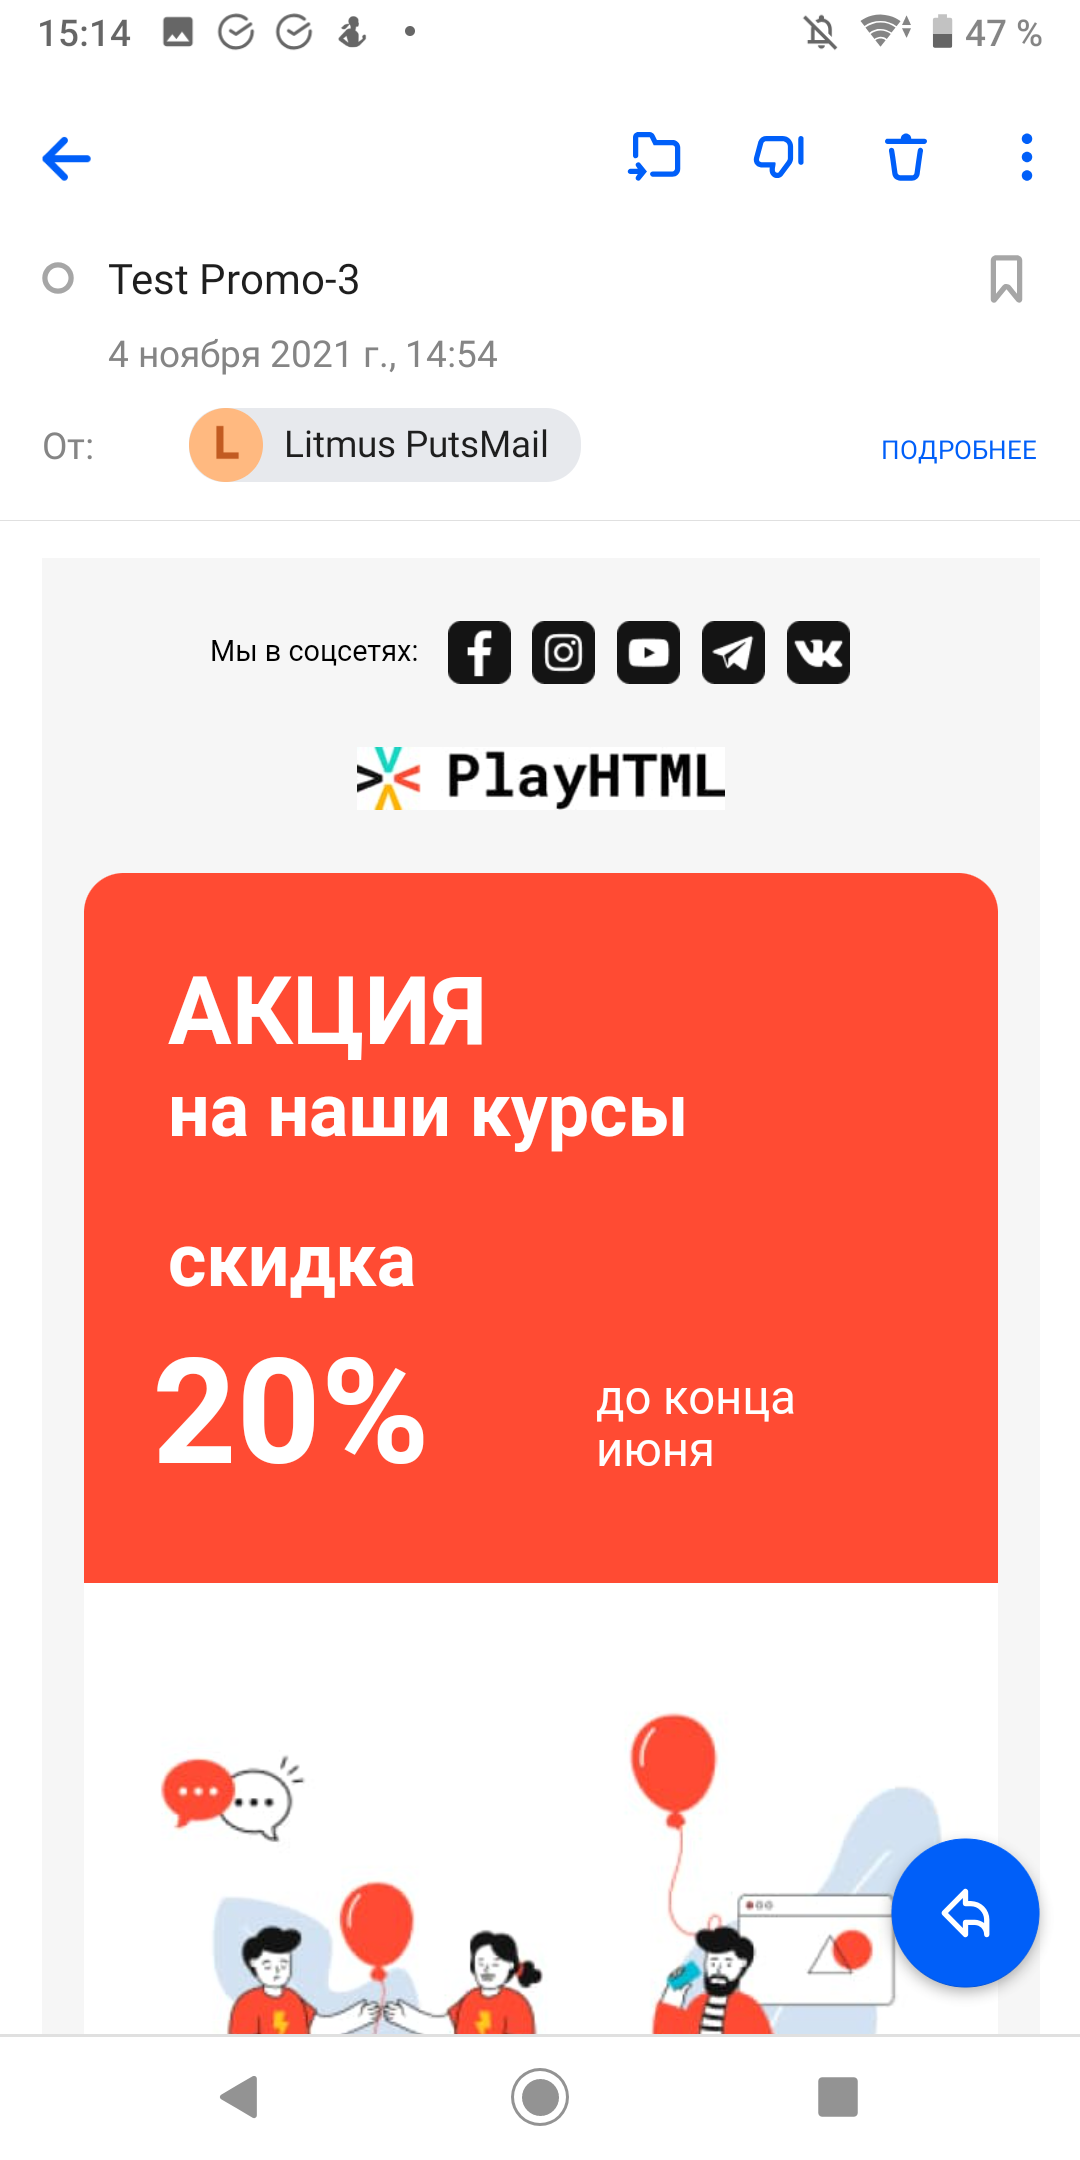 15:14
47 %
Test Promo-3
4 ноября 2021 г., 14:54
От:
L
Litmus PutsMail
ПОДРОБНЕЕ
Мы в соцсетях:
PlayHTML
АКЦИЯ
на наши курсы
скидка
20%
до конца
июня